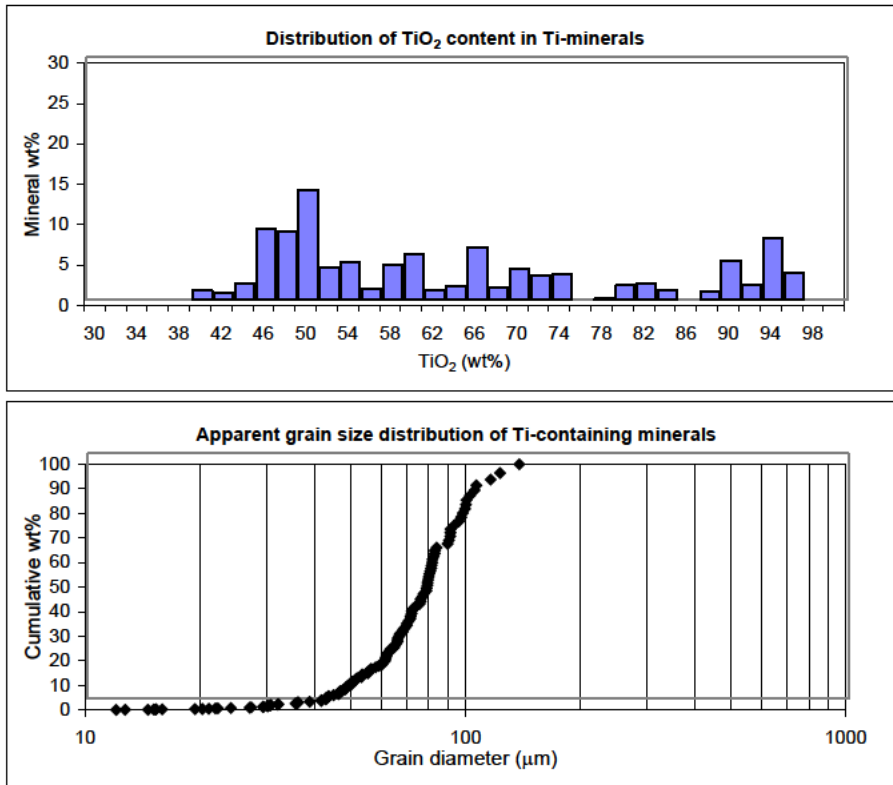 Distribution of TiO2 content in Ti-minerals
30
25
20
15
10
5
0
Mineral wt%
30 34 38 42 46 50 54 58 62 66 70 74 78 82 86 90 94 98
TiO2 (wt%)
Apparent grain size distribution of Ti-containing minerals
100
90
80
70
60
50
40
30
20
10
0
Cumulative wt%
10 100 1000
Grain diameter (μm)